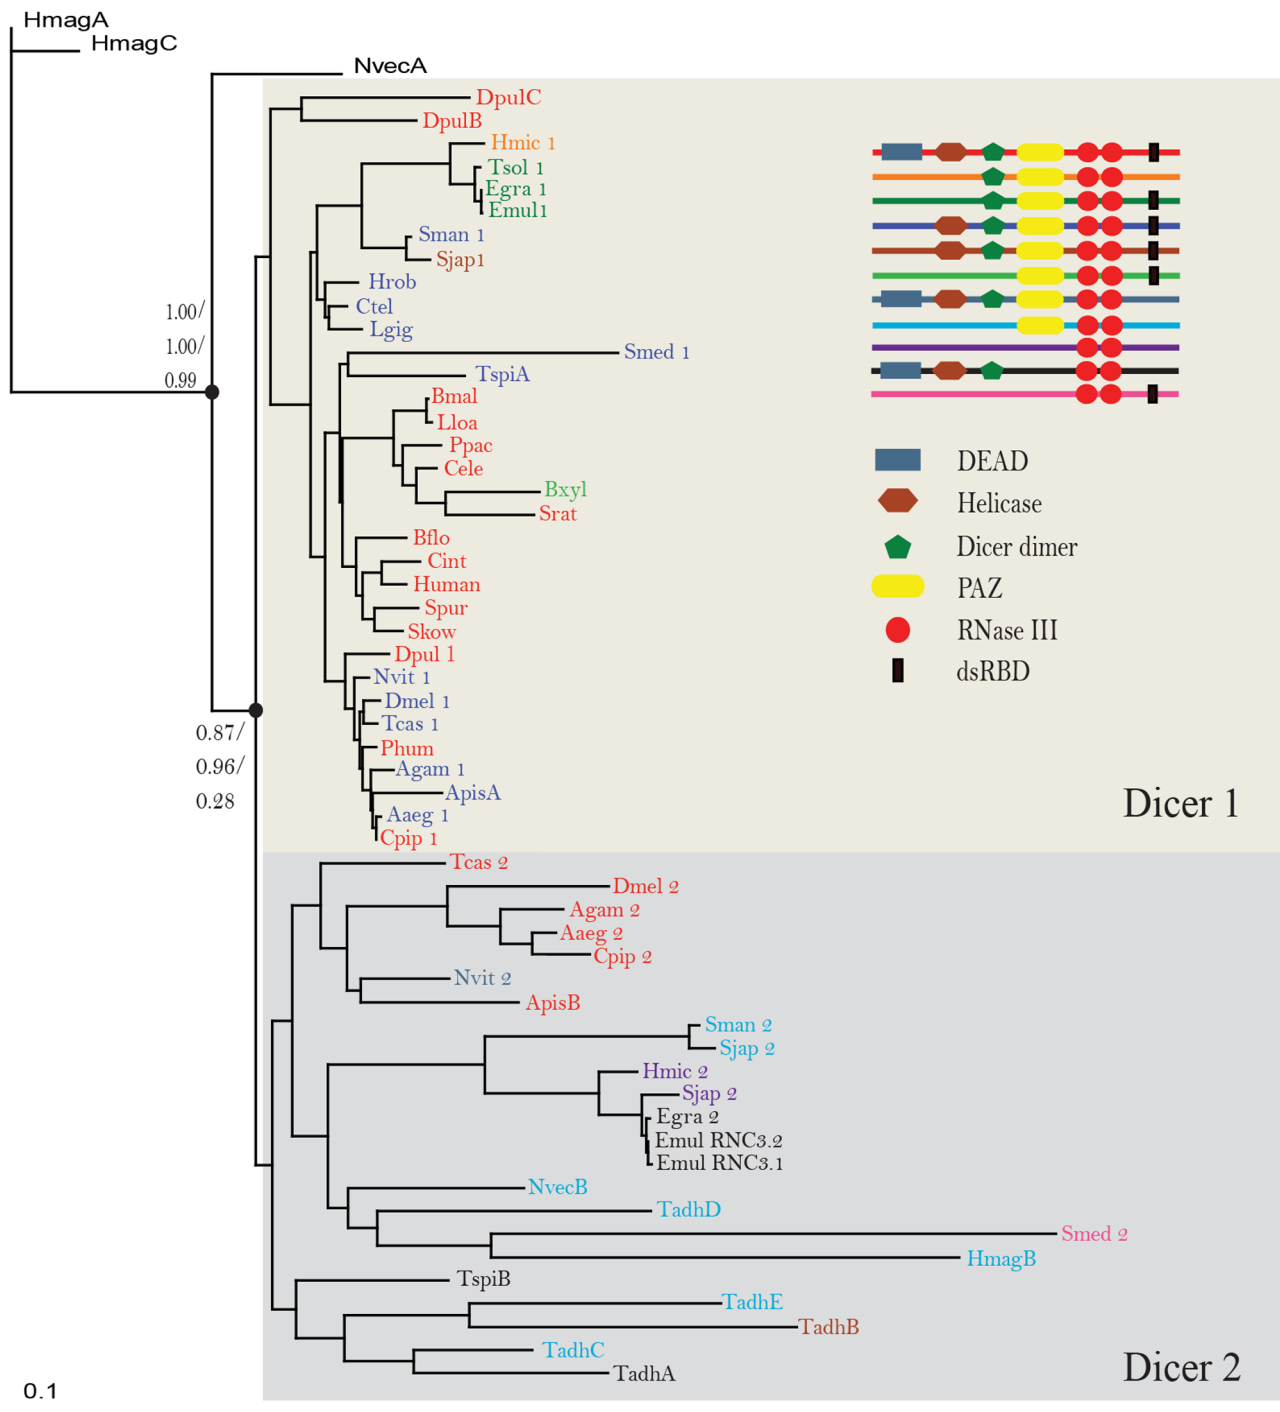 HmagA
HmagC
NvecA
DpulC
DpulB
Hmic 1
Tsol 1
Egra 1
Emul1
Sman 1
Sjap1
Hrob
Ctel
Lgig
1.00/
1.00/
0.99
Smed 1
TspiA
Bmal
Lloa
Ppac
Cele
Bxyl
Srat
Bflo
Cint
Human
Spur
Skow
Dpul 1
Nvit 1
Dmel 1
Tcas 1
Phum
Agam 1
ApisA
Aaeg 1
Cpip 1
0.87/
0.96/
0.28
DEAD
Helicase
Dicer dimer
PAZ
RNase III
dsRBD
Dicer 1
Tcas 2
Dmel 2
Agam 2
Aaeg 2
Cpip 2
Nvit 2
ApisB
Sman 2
Sjap 2
Hmic 2
Sjap 2
Egra 2
Emul RNC3.2
Emul RNC3.1
NvecB
TadhD
Smed 2
HmagB
TspiB
TadhE
TadhB
TadhC
TadhA
Dicer 2
0.1